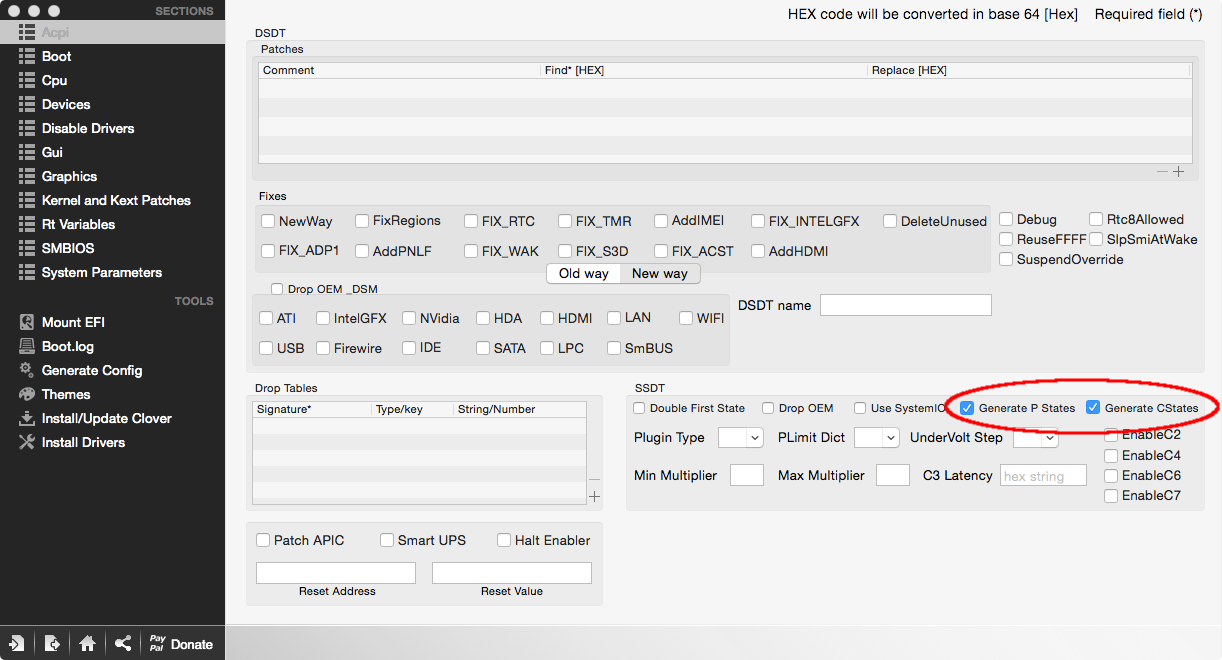 SECTIONS
Acpi
Boot
Cpu
Devices
Disable Drivers
Gui
Graphics
Kernel and Kext Patches
Rt Variables
SMBIOS
System Parameters
TOOLS
Mount EFI
Boot.log
Generate Config
Themes
Install/Update Clover
Install Drivers
Pay
Pal
Donate
HEX code will be converted in base 64 [Hex] Required field (*)
DSDT
Patches
Comment Find* [HEX] Replace [HEX]
Fixes
NewWay FixRegions FIX_RTC FIX_TMR AddIMEI FIX_INTELGFX DeleteUnused
FIX_ADP1 AddPNLF FIX_WAK FIX_S3D FIX_ACST AddHDMI
Debug Rtc8Allowed
ReuseFFFF SlpSmiAtWake
SuspendOverride
Old way New way
Drop OEM _DSM
ATI IntelGFX NVidia HDA HDMI LAN WIFI
USB Firewire IDE SATA LPC SmBUS
DSDT name
Drop Tables
Signature* Type/key String/Number
SSDT
Double First State Drop OEM Use SystemIO Generate P States Generate CStates
Plugin Type PLimit Dict UnderVolt Step EnableC2
EnableC4
Min Multiplier Max Multiplier C3 Latency hex string EnableC6
EnableC7
Patch APIC Smart UPS Halt Enabler
Reset Address Reset Value